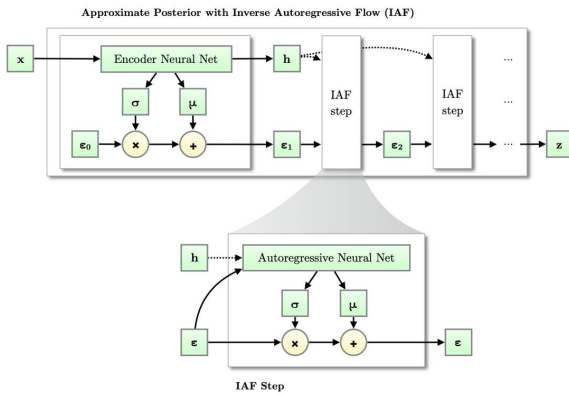 Approximate Posterior with Inverse Autoregressive Flow (IAF)
x
Encoder Neural Net
h
...
σ
μ
IAF
step
IAF
step
...
ε0
×
+
ε1
ε2
...
z
h
Autoregressive Neural Net
σ
μ
ε
×
+
ε
IAF Step